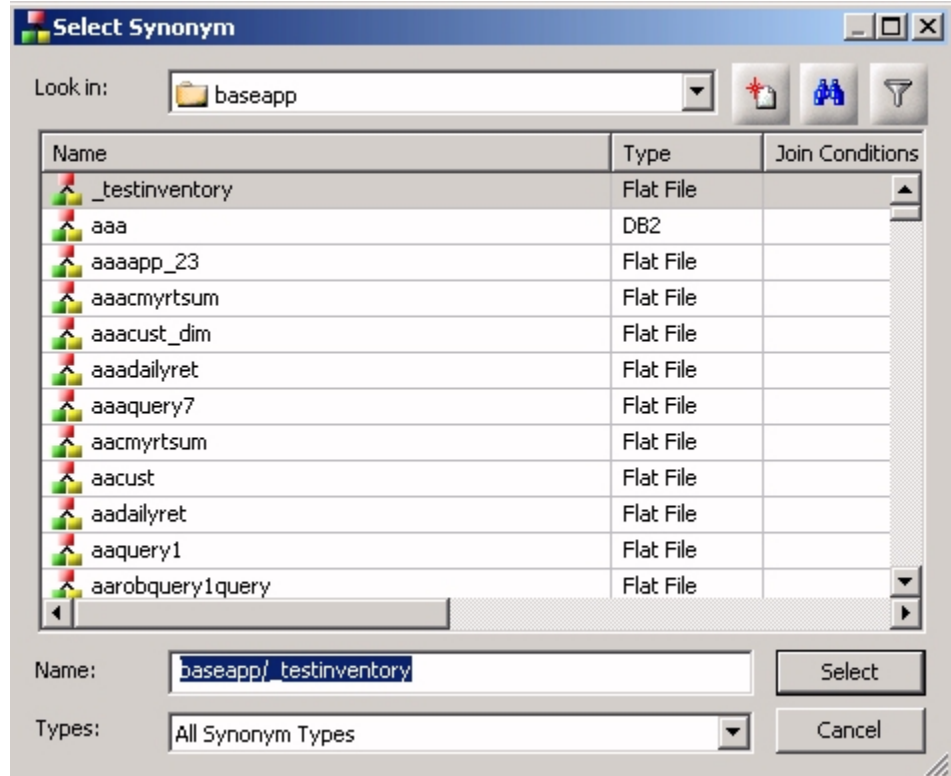 Select Synonym
Look in: baseapp
Name Type Join Conditions
_testinventory Flat File
aaa DB2
aaaapp_23 Flat File
aaacmyrtsum Flat File
aaacust_dim Flat File
aaadailyret Flat File
aaaquery7 Flat File
aacmyrtsum Flat File
aacust Flat File
aadailyret Flat File
aaquery1 Flat File
aarobquery1query Flat File
Name: baseapp/_testinventory Select
Types: All Synonym Types Cancel